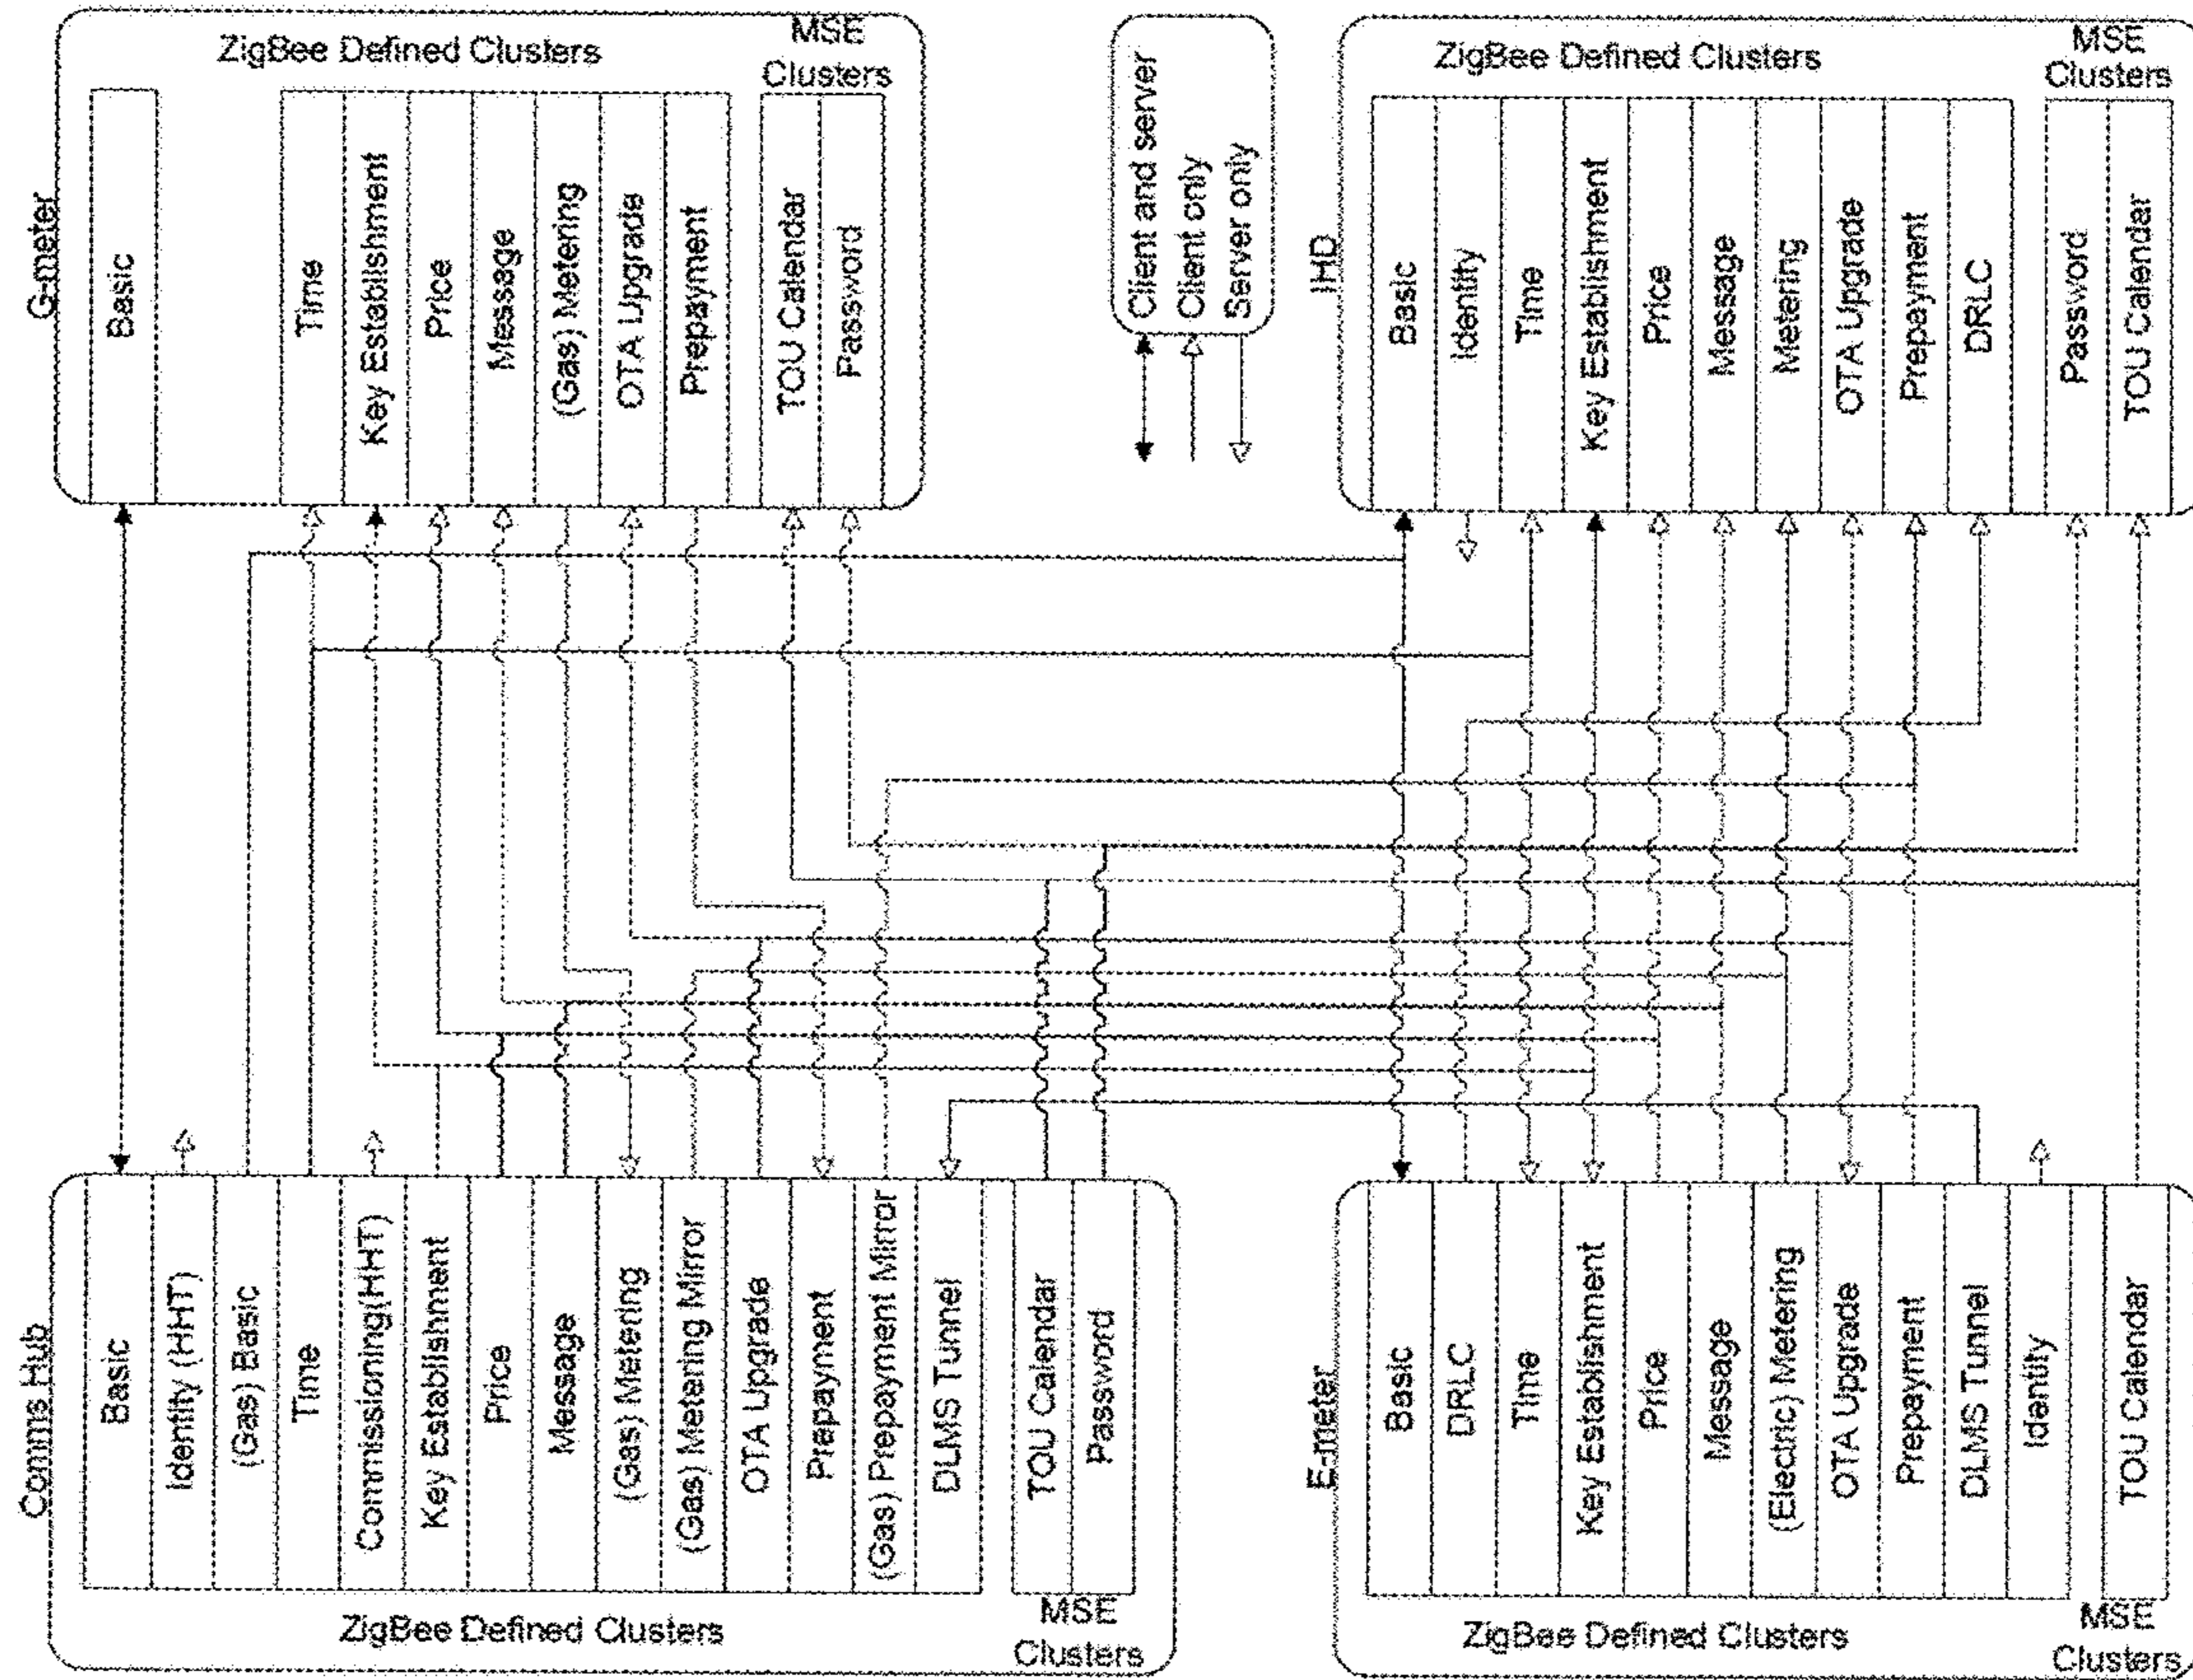 Comms Hub
Basic
Identity (HHT)
(Gas) Basic
Time
Commissioning(HHT)
Key Establishment
Price
Message
(Gas) Metering
(Gas) Metering Mirror
OTA Upgrade
Prepayment
(Gas) Prepayment Mirror
DLMS Tunnel
TOU Calendar
Password
ZigBee Defined Clusters
MSE
Clusters
G-meter
ZigBee Defined Clusters
MSE
Clusters
Basic
Time
Key Establishment
Price
Message
(Gas) Metering
OTA Upgrade
Prepayment
TOU Calendar
Password
Client and server
Client only
Server only
E-meter
Basic
DRLC
Time
Key Establishment
Price
Message
(Electric) Metering
OTA Upgrade
Prepayment
DLMS Tunnel
Identity
TOU Calendar
ZigBee Defined Clusters
MSE
Clusters
IHD
ZigBee Defined Clusters
MSE
Clusters
Basic
Identity
Time
Key Establishment
Price
Message
Metering
OTA Upgrade
Prepayment
DRLC
Password
TOU Calendar